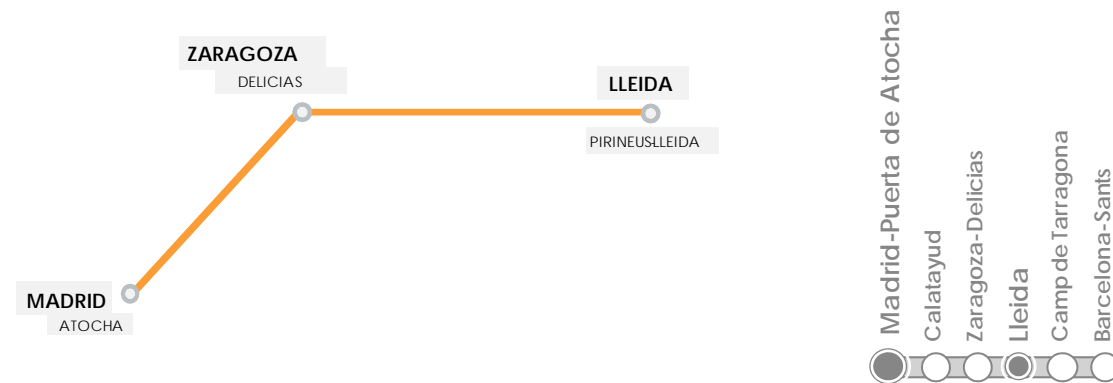 ZARAGOZA
DELICIAS
LLEIDA
PIRINEUS-LLEIDA
MADRID
ATOCHA
Madrid-Puerta de Atocha
Calatayud
Zaragoza-Delicias
Lleida
Camp de Tarragona
Barcelona-Sants